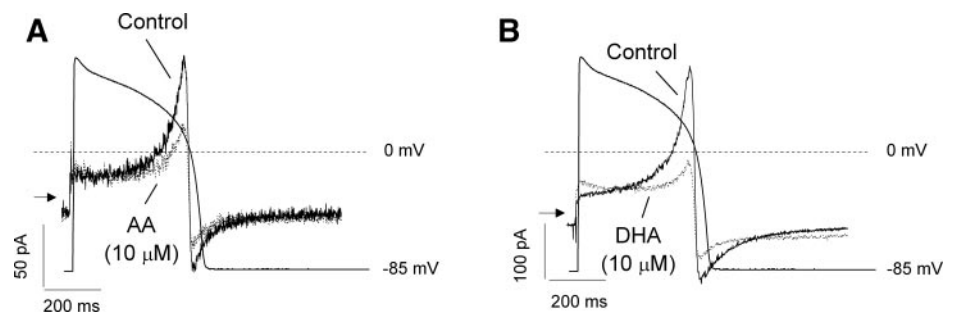 A
Control
0 mV
AA
(10 µM)
50 pA
-85 mV
200 ms
B
Control
0 mV
DHA
(10 µM)
100 pA
-85 mV
200 ms